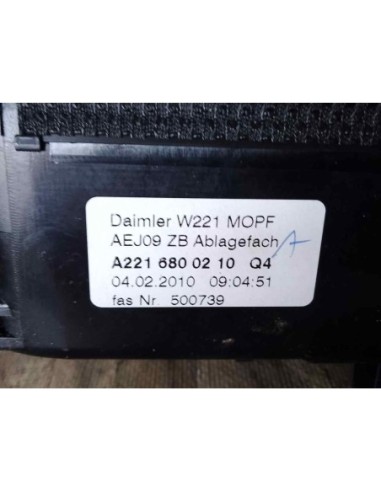 Daimler W221 MOPF
AEJ09 ZB Ablagefach A
A221 680 02 10 Q4
04.02.2010 09:04:51
fas Nr. 500739